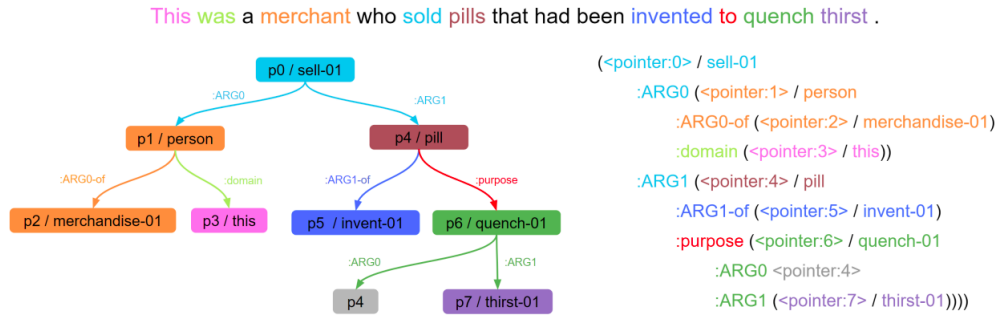 This was a merchant who sold pills that had been invented to quench thirst .
p0 / sell-01
:ARG0
:ARG1
p1 / person
p4 / pill
:ARG0-of
:domain
:ARG1-of
:purpose
p2 / merchandise-01
p3 / this
p5 / invent-01
p6 / quench-01
:ARG0
:ARG1
p4
p7 / thirst-01
(<pointer:0> / sell-01
:ARG0 (<pointer:1> / person
:ARG0-of (<pointer:2> / merchandise-01)
:domain (<pointer:3> / this))
:ARG1 (<pointer:4> / pill
:ARG1-of (<pointer:5> / invent-01)
:purpose (<pointer:6> / quench-01
:ARG0 <pointer:4>
:ARG1 (<pointer:7> / thirst-01))))